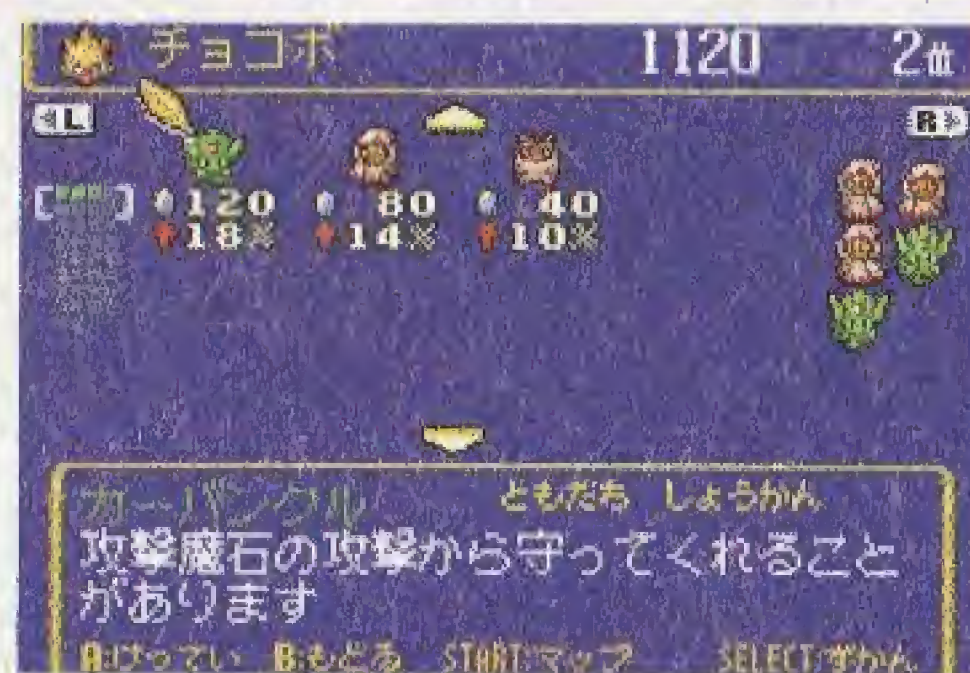 チョコボ 1120 2
L R
120 80 40
18% 14% 10%
カーバンクル ともだち しょうかん
攻撃魔石の攻撃から守ってくれること
があります
A:けってい B:もどる START:マップ SELECT:ずかん